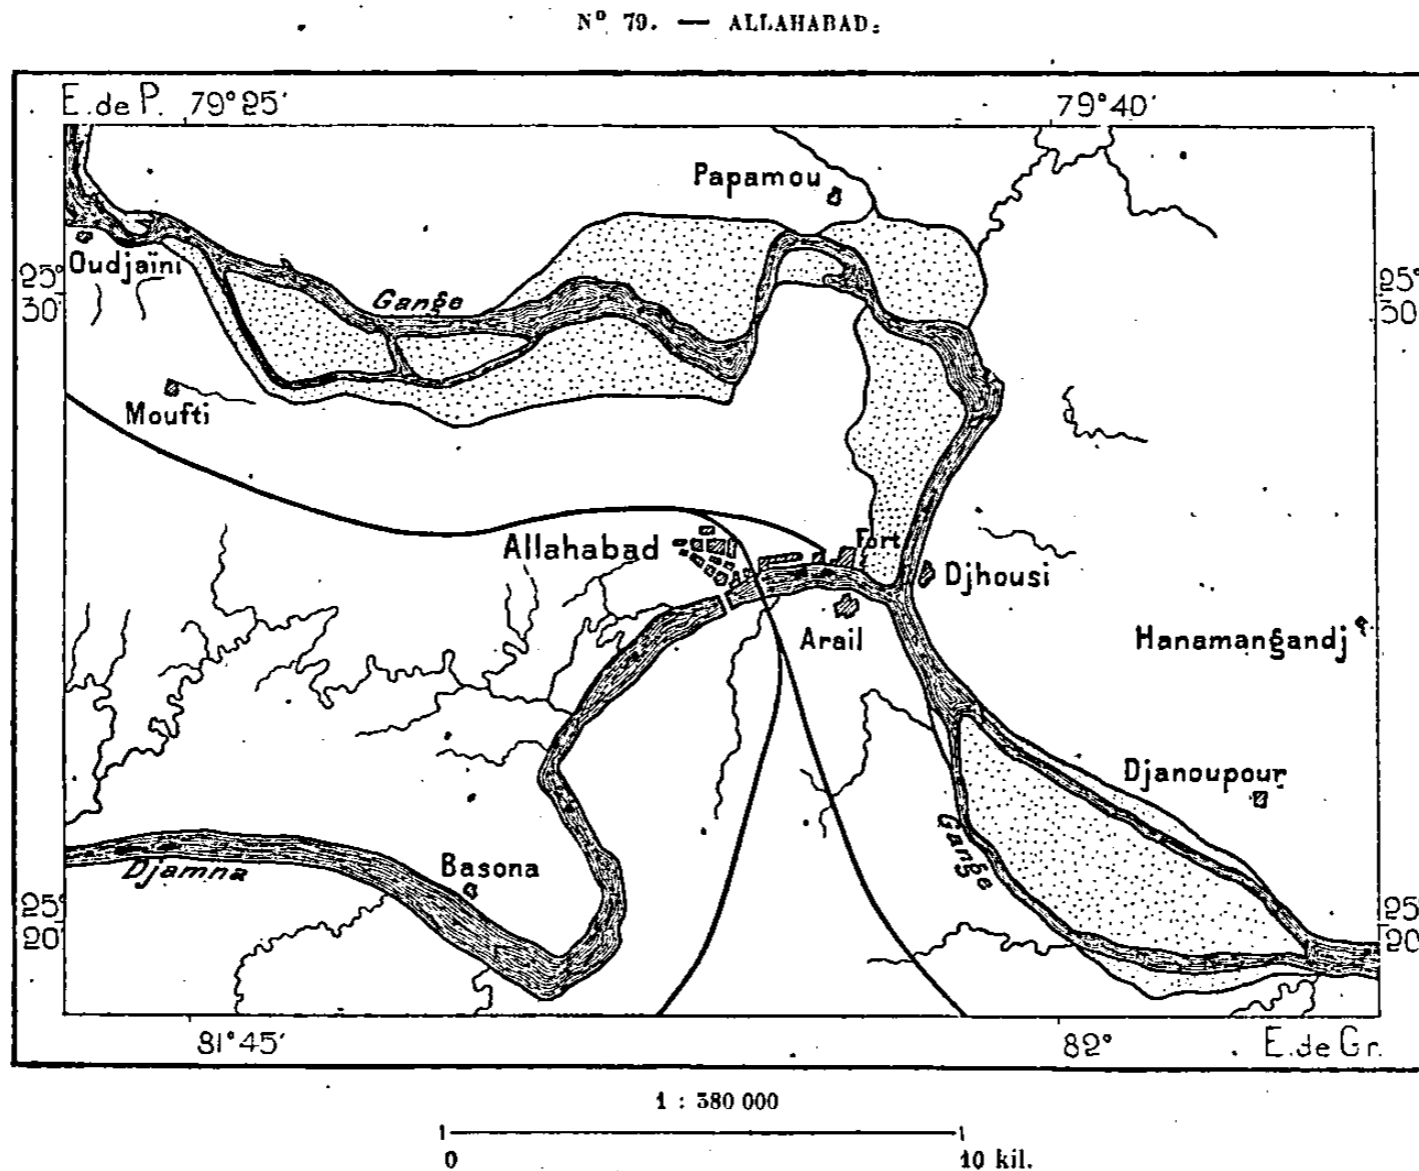 Nº 79. — ALLAHABAD.
E. de P. 79° 25′ 79° 40′
Papamou
Oudjaïni
25° 30′
25° 30′
Gange
Moufti
Allahabad
Fort
Djhousi
Arail
Hanamangandj
Djanoupour
Gange
Basona
Djamna
25° 20′
25° 20′
81° 45′ 82° E. de Gr.
1 : 380 000
0 10 kil.